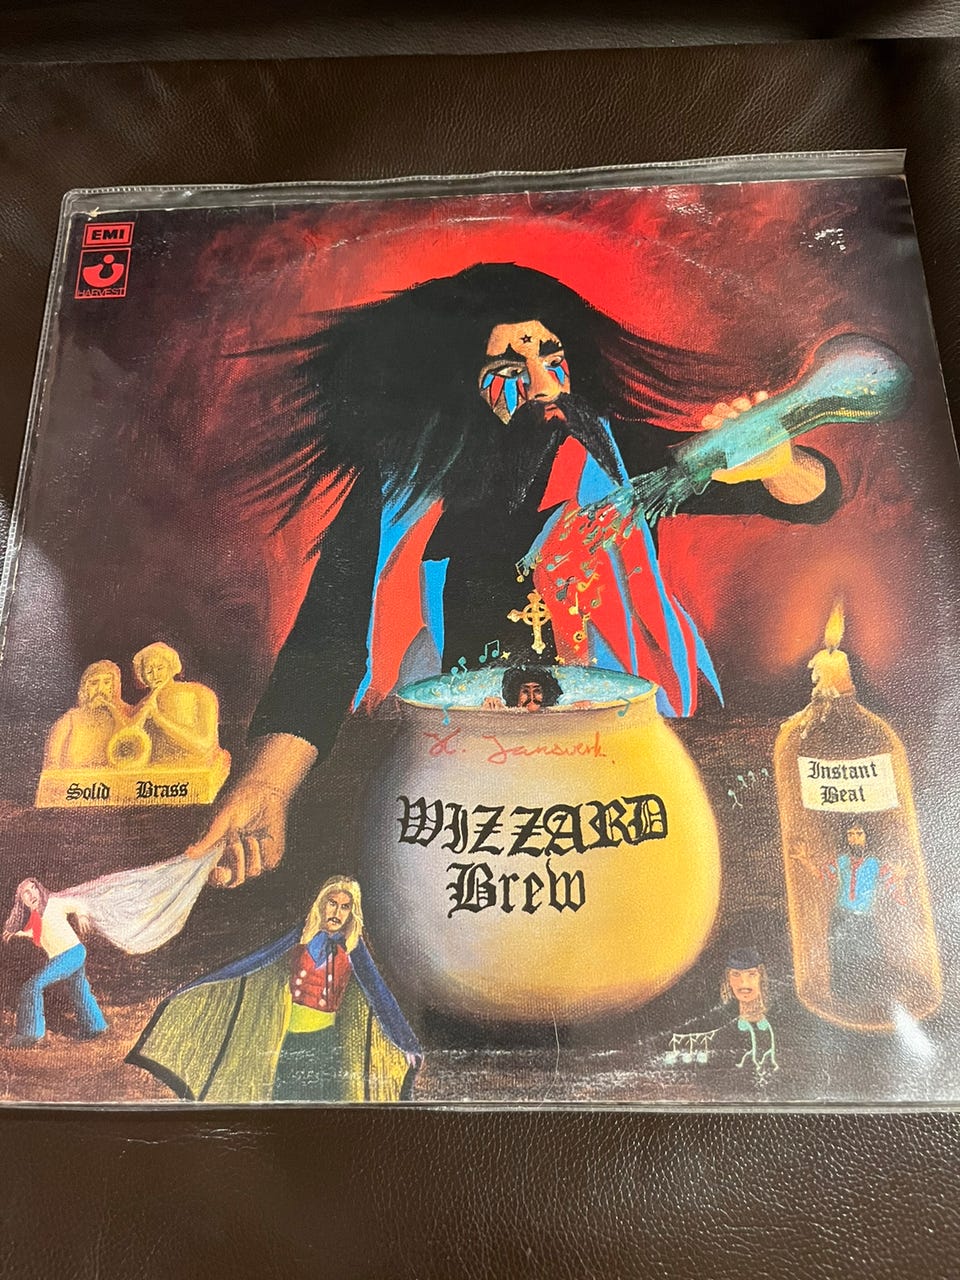 EMI
HARVEST
Solid Brass
Instant
Beat
WIZZARD
Brew